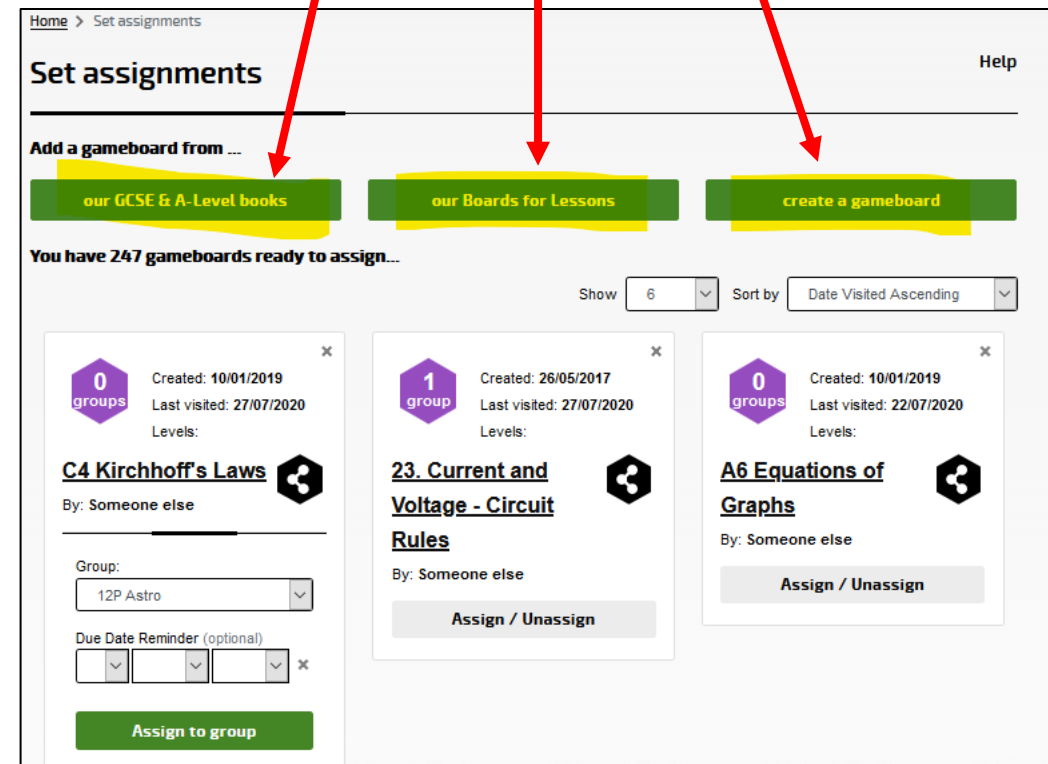 Home > Set assignments
Set assignments
Help
Add a gameboard from ...
our GCSE & A-Level books
our Boards for Lessons
create a gameboard
You have 247 gameboards ready to assign...
Show 6 Sort by Date Visited Ascending
0
groups
Created: 10/01/2019
Last visited: 27/07/2020
Levels:
C4 Kirchhoff's Laws
By: Someone else
Group:
12P Astro
Due Date Reminder (optional)
Assign to group
1
group
Created: 26/05/2017
Last visited: 27/07/2020
Levels:
23. Current and
Voltage - Circuit
Rules
By: Someone else
Assign / Unassign
0
groups
Created: 10/01/2019
Last visited: 22/07/2020
Levels:
A6 Equations of
Graphs
By: Someone else
Assign / Unassign